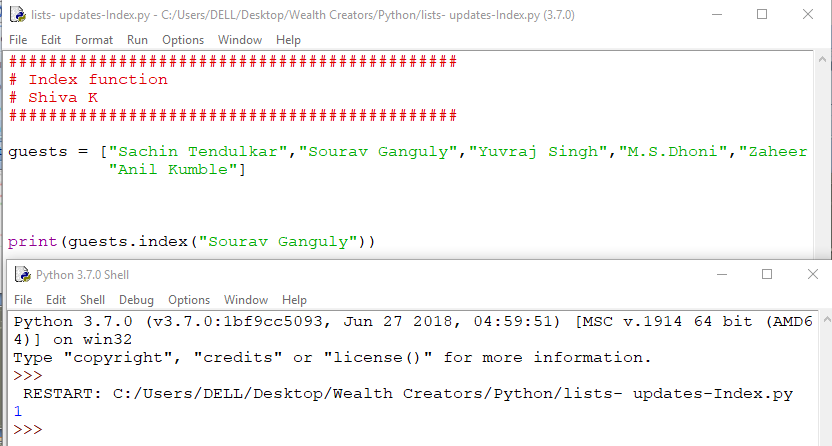 lists- updates-Index.py - C:/Users/DELL/Desktop/Wealth Creators/Python/lists- updates-Index.py (3.7.0)
File Edit Format Run Options Window Help
##############################################
# Index function
# Shiva K
##############################################
guests = ["Sachin Tendulkar","Sourav Ganguly","Yuvraj Singh","M.S.Dhoni","Zaheer
"Anil Kumble"]
print(guests.index("Sourav Ganguly"))
Python 3.7.0 Shell
File Edit Shell Debug Options Window Help
Python 3.7.0 (v3.7.0:1bf9cc5093, Jun 27 2018, 04:59:51) [MSC v.1914 64 bit (AMD6
4)] on win32
Type "copyright", "credits" or "license()" for more information.
>>>
RESTART: C:/Users/DELL/Desktop/Wealth Creators/Python/lists- updates-Index.py
1
>>>